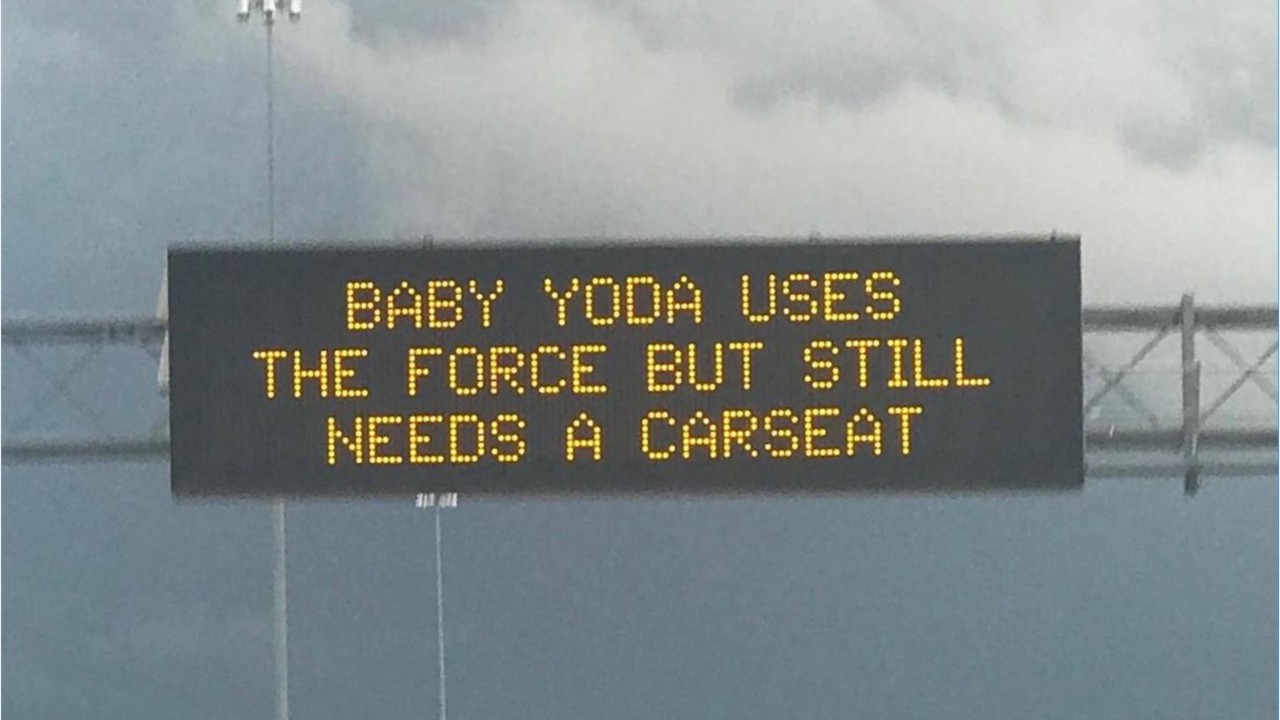 BABY YODA USES
THE FORCE BUT STILL
NEEDS A CARSEAT